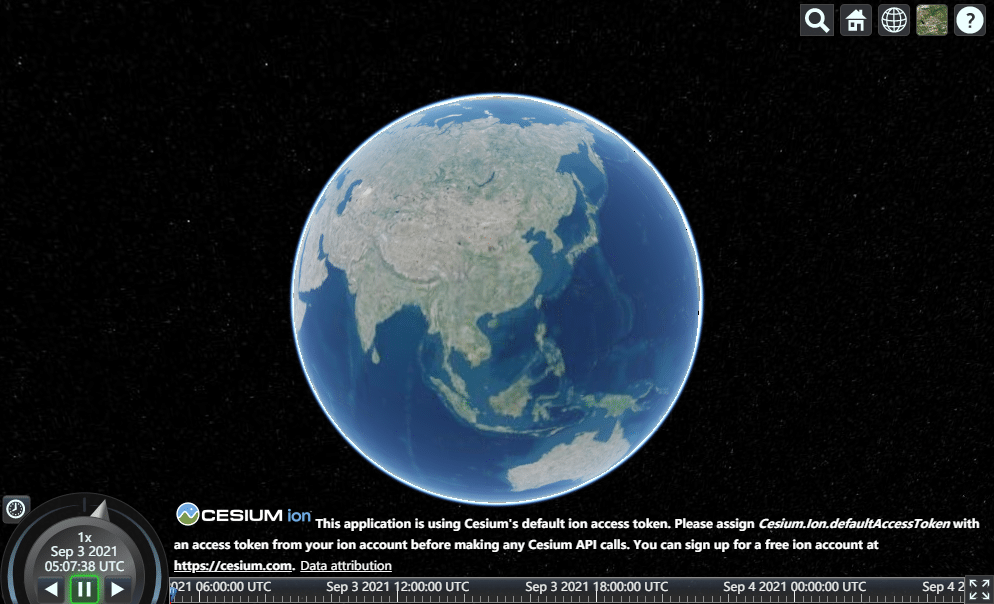 ?
CESIUM ion This application is using Cesium's default ion access token. Please assign Cesium.Ion.defaultAccessToken with
an access token from your ion account before making any Cesium API calls. You can sign up for a free ion account at
https://cesium.com. Data attribution
1x
Sep 3 2021
05:07:38 UTC
021 06:00:00 UTC Sep 3 2021 12:00:00 UTC Sep 3 2021 18:00:00 UTC Sep 4 2021 00:00:00 UTC Sep 4 2